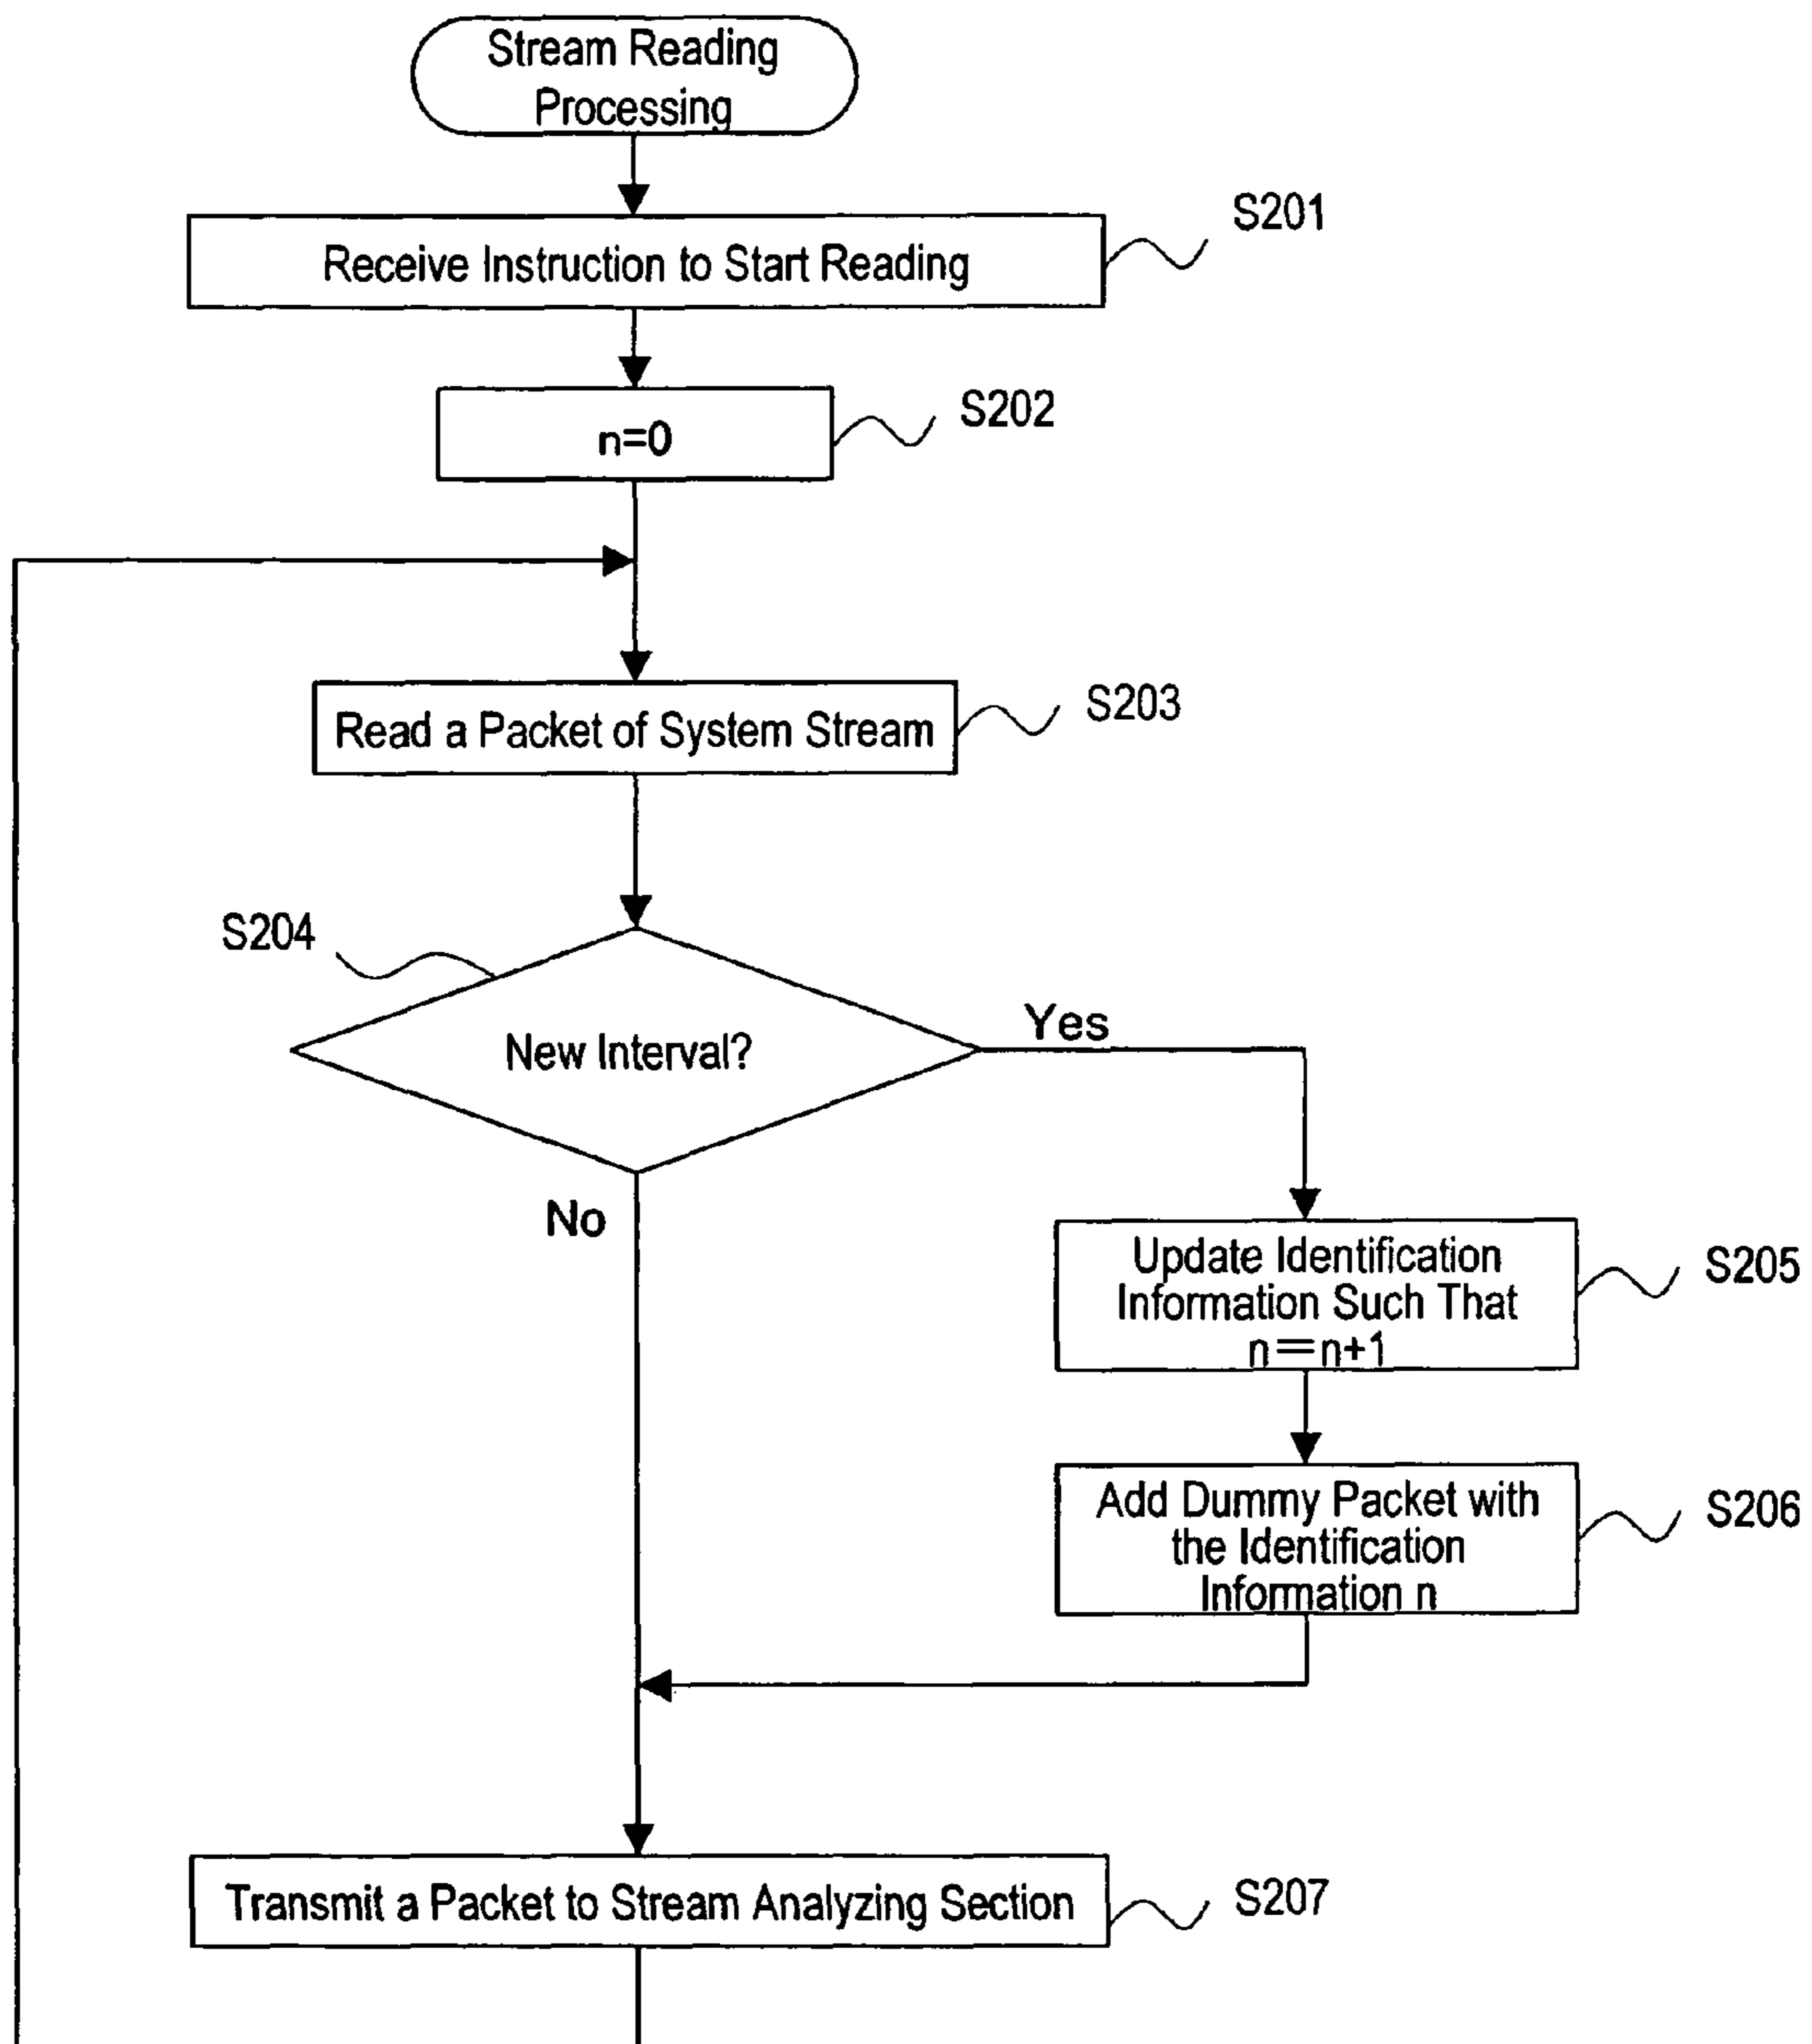 Stream Reading
Processing
S201
Receive Instruction to Start Reading
S202
n=0
S203
Read a Packet of System Stream
S204
New Interval?
Yes
No
Update Identification
Information Such That
n=n+1
S205
Add Dummy Packet with
the Identification
Information n
S206
Transmit a Packet to Stream Analyzing Section
S207